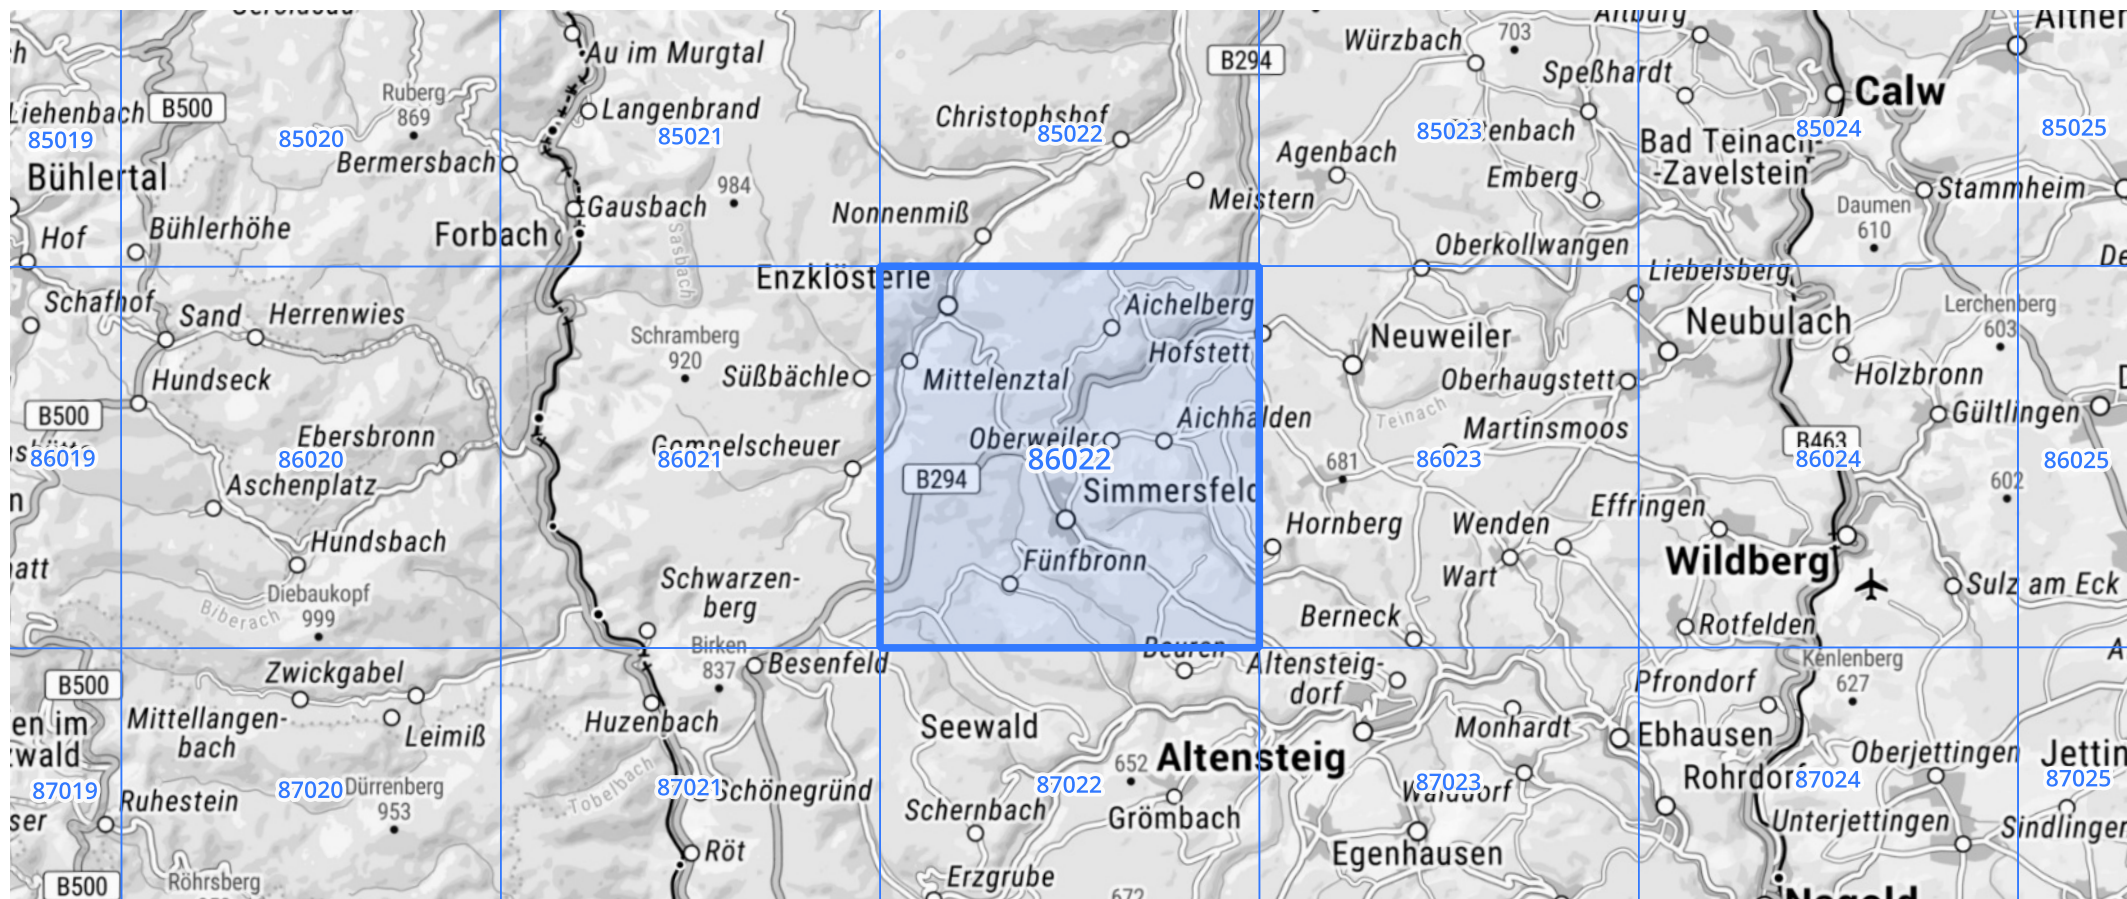 Au im Murgtal
B294
Würzbach
703
Altburg
Speßhardt
Calw
Liehenbach
B500
Ruberg
869
Langenbrand
Christophshof
85019
85020
85021
85022
85023
85024
85025
Bermersbach
Agenbach
Bad Teinach-
-Zavelstein
Bühlertal
984
Emberg
Stammheim
Gausbach
Nonnenmiß
Meistern
Daumen
610
Hof
Bühlerhöhe
Forbach
Sasbach
Oberkollwangen
Enzklösterle
Liebelsberg
Schafhof
Sand
Herrenwies
Aichelberg
Lerchenberg
603
Schramberg
920
Neuweiler
Neubulach
Hofstett
Hundseck
Süßbächle
Mittelenztal
Oberhaugstett
Holzbronn
B500
Teinach
Aichhalden
Gültlingen
Ebersbronn
Gompelscheuer
Oberweiler
Martinsmoos
B463
86019
86020
86021
86022
86023
86024
86025
681
B294
Aschenplatz
Simmersfeld
602
Effringen
Hornberg
Wenden
Hundsbach
Fünfbronn
Wildberg
Schwarzen-
berg
Wart
Sulz am Eck
Diebaukopf
999
Biberach
Berneck
Rotfelden
Birken
837
Beuren
Besenfeld
Altensteig-
dorf
Kenlenberg
627
Zwickgabel
B500
Pfrondorf
Mittellangen-
bach
Leimiß
Huzenbach
Seewald
Monhardt
Ebhausen
Oberjettingen
Altensteig
652
Rohrdorf
87019
87020
87021
87022
87023
87024
87025
Dürrenberg
953
Tobelbach
Schönegründ
Walddorf
Ruhestein
Schernbach
Grömbach
Unterjettingen
Röt
Egenhausen
B500
Röhrsberg
Erzgrube
672
Nagold